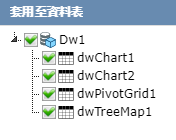 套用至資料表
Dw1
dwChart1
dwChart2
dwPivotGrid1
dwTreeMap1